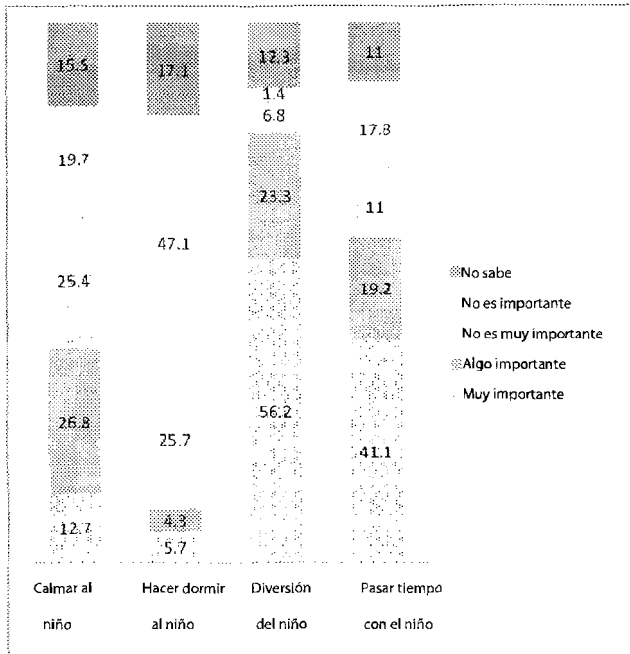 15.5
17.1
12.3
11
1.4
6.8
19.7
17.8
23.3
11
47.1
25.4
19.2
No sabe
No es importante
No es muy importante
Algo importante
Muy importante
26.8
25.7
56.2
41.1
4.3
12.7
5.7
Calmar al
niño
Hacer dormir
al niño
Diversión
del niño
Pasar tiempo
con el niño